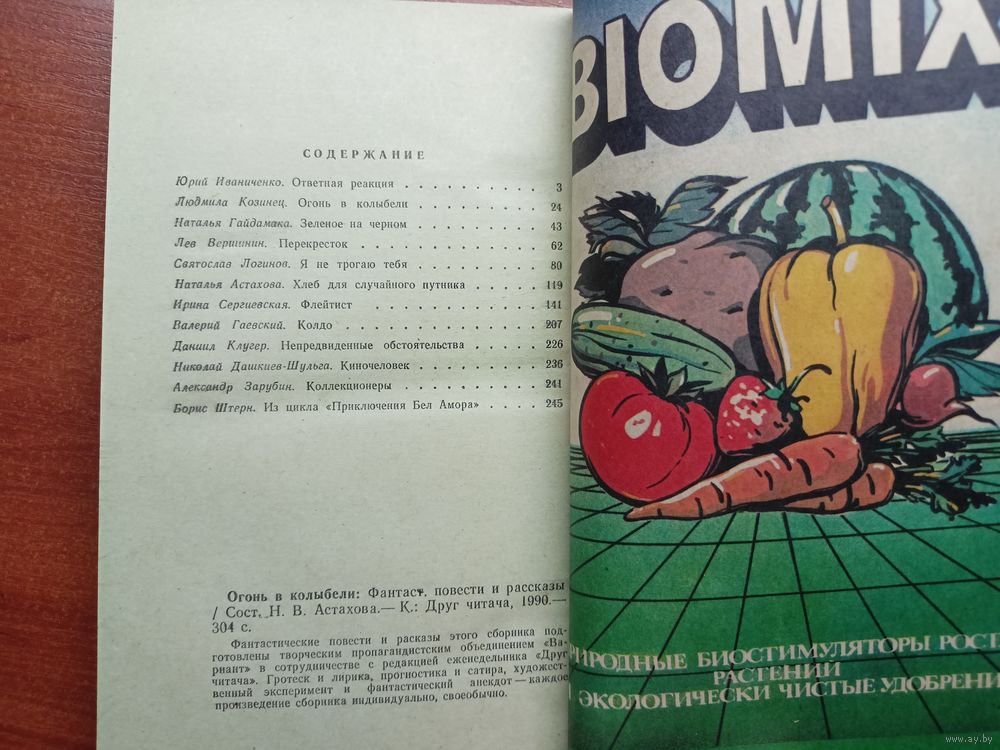 СОДЕРЖАНИЕ
Юрий Иваниченко. Ответная реакция . . . . . . . . . . 3
Людмила Козинец. Огонь в колыбели . . . . . . . . . 24
Наталья Гайдамака. Зеленое на черном . . . . . . . . . 43
Лев Вершинин. Перекресток . . . . . . . . . . . . . 62
Святослав Логинов. Я не трогаю тебя . . . . . . . . . 80
Наталья Астахова. Хлеб для случайного путника . . . . . 119
Ирина Сергиевская. Флейтист . . . . . . . . . . . . 141
Валерий Гаевский. Колдо . . . . . . . . . . . . . . 207
Даниил Клугер. Непредвиденные обстоятельства . . . . . 226
Николай Дашкиев-Шульга. Киночеловек . . . . . . . . 236
Александр Зарубин. Коллекционеры . . . . . . . . . . 241
Борис Штерн. Из цикла «Приключения Бел Амора» . . . . 245
Огонь в колыбели: Фантаст. повести и рассказы
/ Сост. Н. В. Астахова.— К.: Друг читача, 1990.—
304 с.
Фантастические повести и расказы этого сборника под-
готовлены творческим пропагандистским объединением «Ва-
риант» в сотрудничестве с редакцией еженедельника «Друг
читача». Гротеск и лирика, прогностика и сатира, художест-
венный эксперимент и фантастический анекдот — каждое
произведение сборника индивидуально, своеобычно.
BIOMIX
БИОСТИМУЛЯТОРЫ
РАСТЕНИЙ
ЭКОЛОГИЧЕСКИ ЧИСТЫЕ
www.ay.by